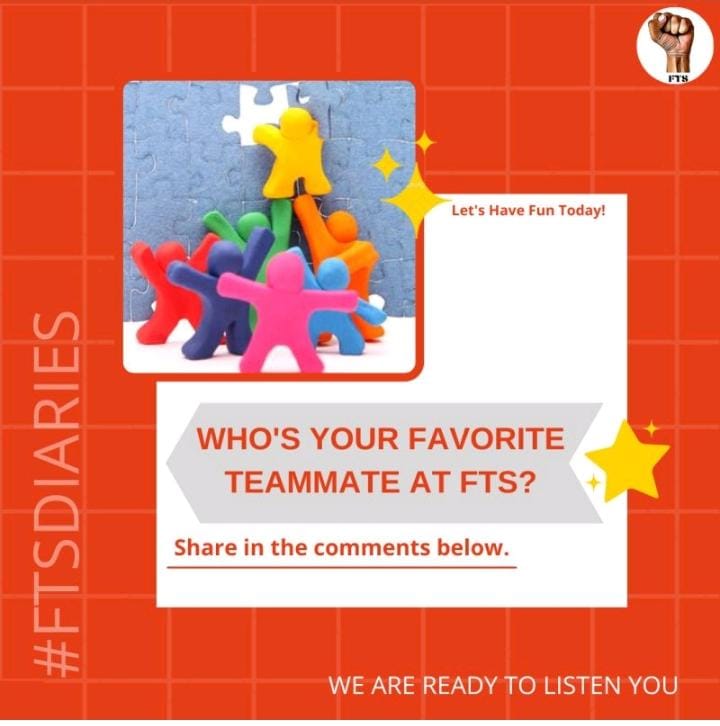 FTS
Let's Have Fun Today!
WHO'S YOUR FAVORITE
TEAMMATE AT FTS?
Share in the comments below.
#FTSDIARIES
WE ARE READY TO LISTEN YOU